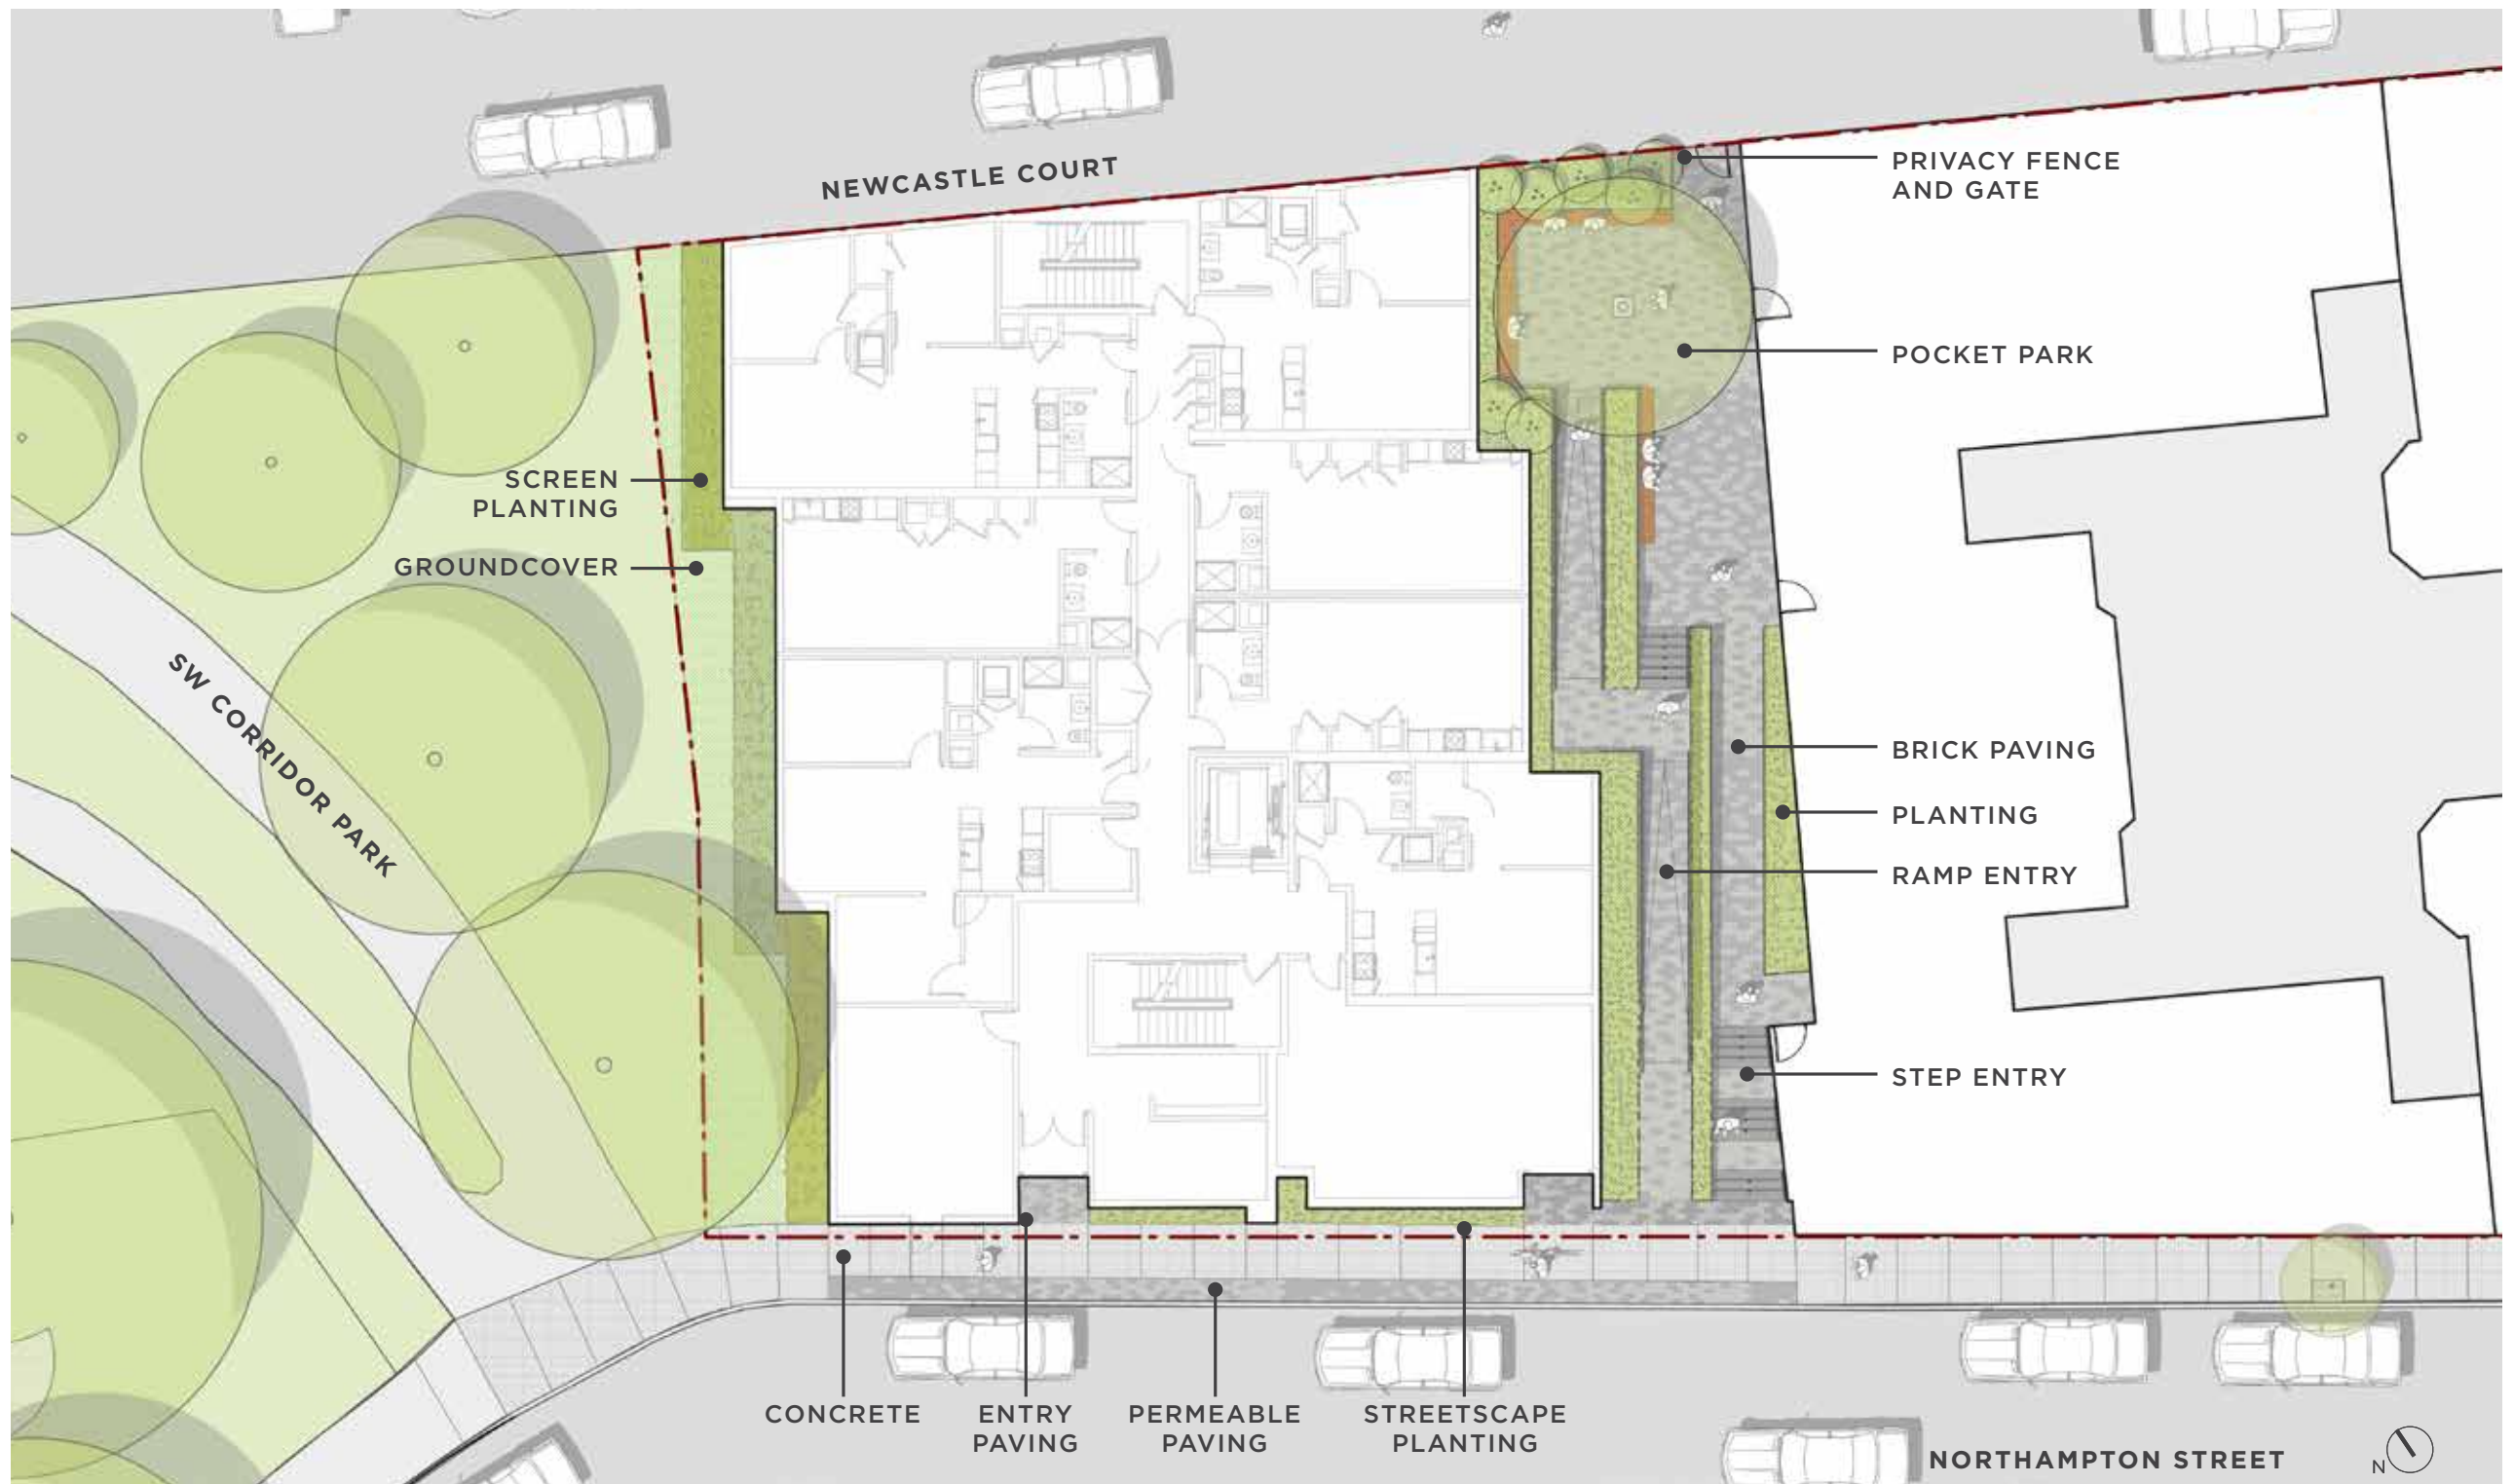 NEWCASTLE COURT
PRIVACY FENCE
AND GATE
POCKET PARK
SCREEN
PLANTING
GROUNDCOVER
SW CORRIDOR PARK
BRICK PAVING
PLANTING
RAMP ENTRY
STEP ENTRY
CONCRETE
ENTRY
PAVING
PERMEABLE
PAVING
STREETSCAPE
PLANTING
NORTHAMPTON STREET
N